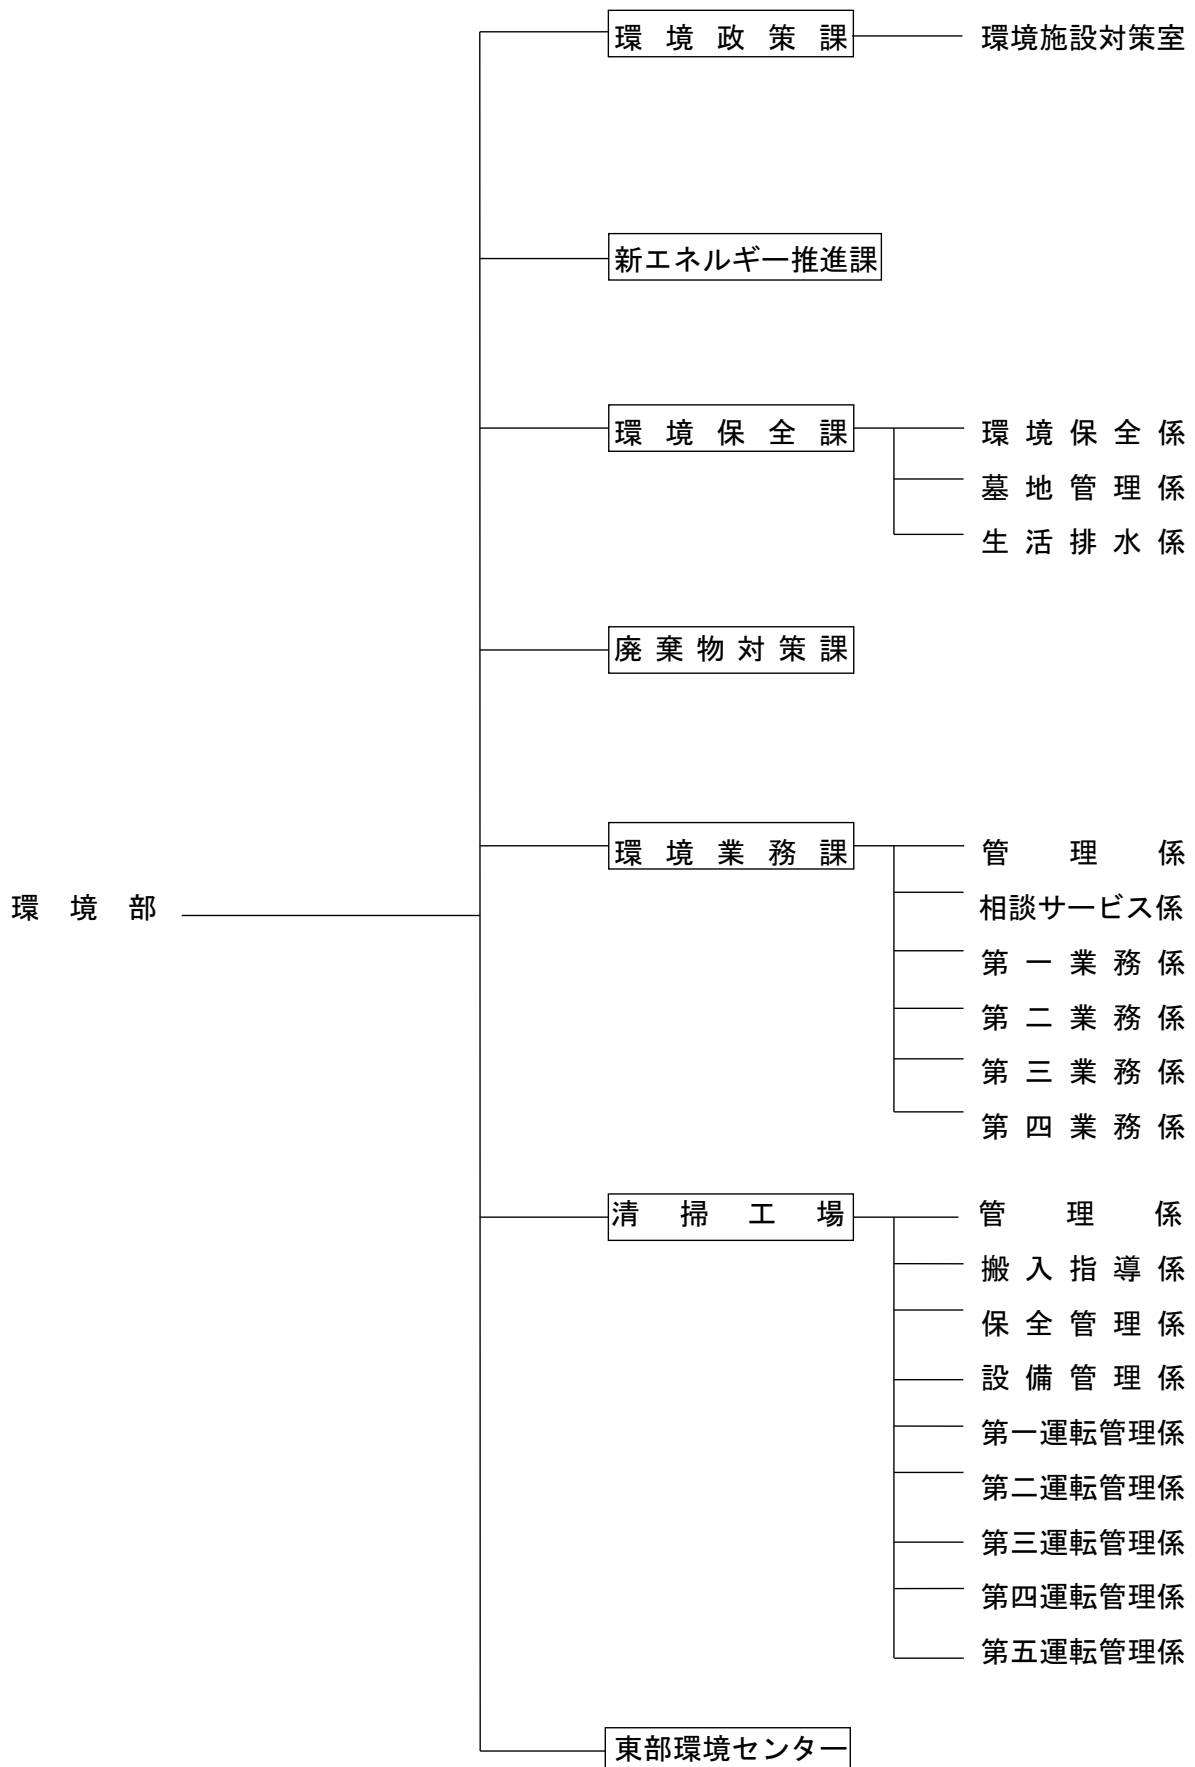 環境政策課 環境施設対策室
新エネルギー推進課
環境保全課 環境保全係
墓地管理係
生活排水係
廃棄物対策課
環境業務課 管理係
環境部 相談サービス係
第一業務係
第二業務係
第三業務係
第四業務係
清掃工場 管理係
搬入指導係
保全管理係
設備管理係
第一運転管理係
第二運転管理係
第三運転管理係
第四運転管理係
第五運転管理係
東部環境センター